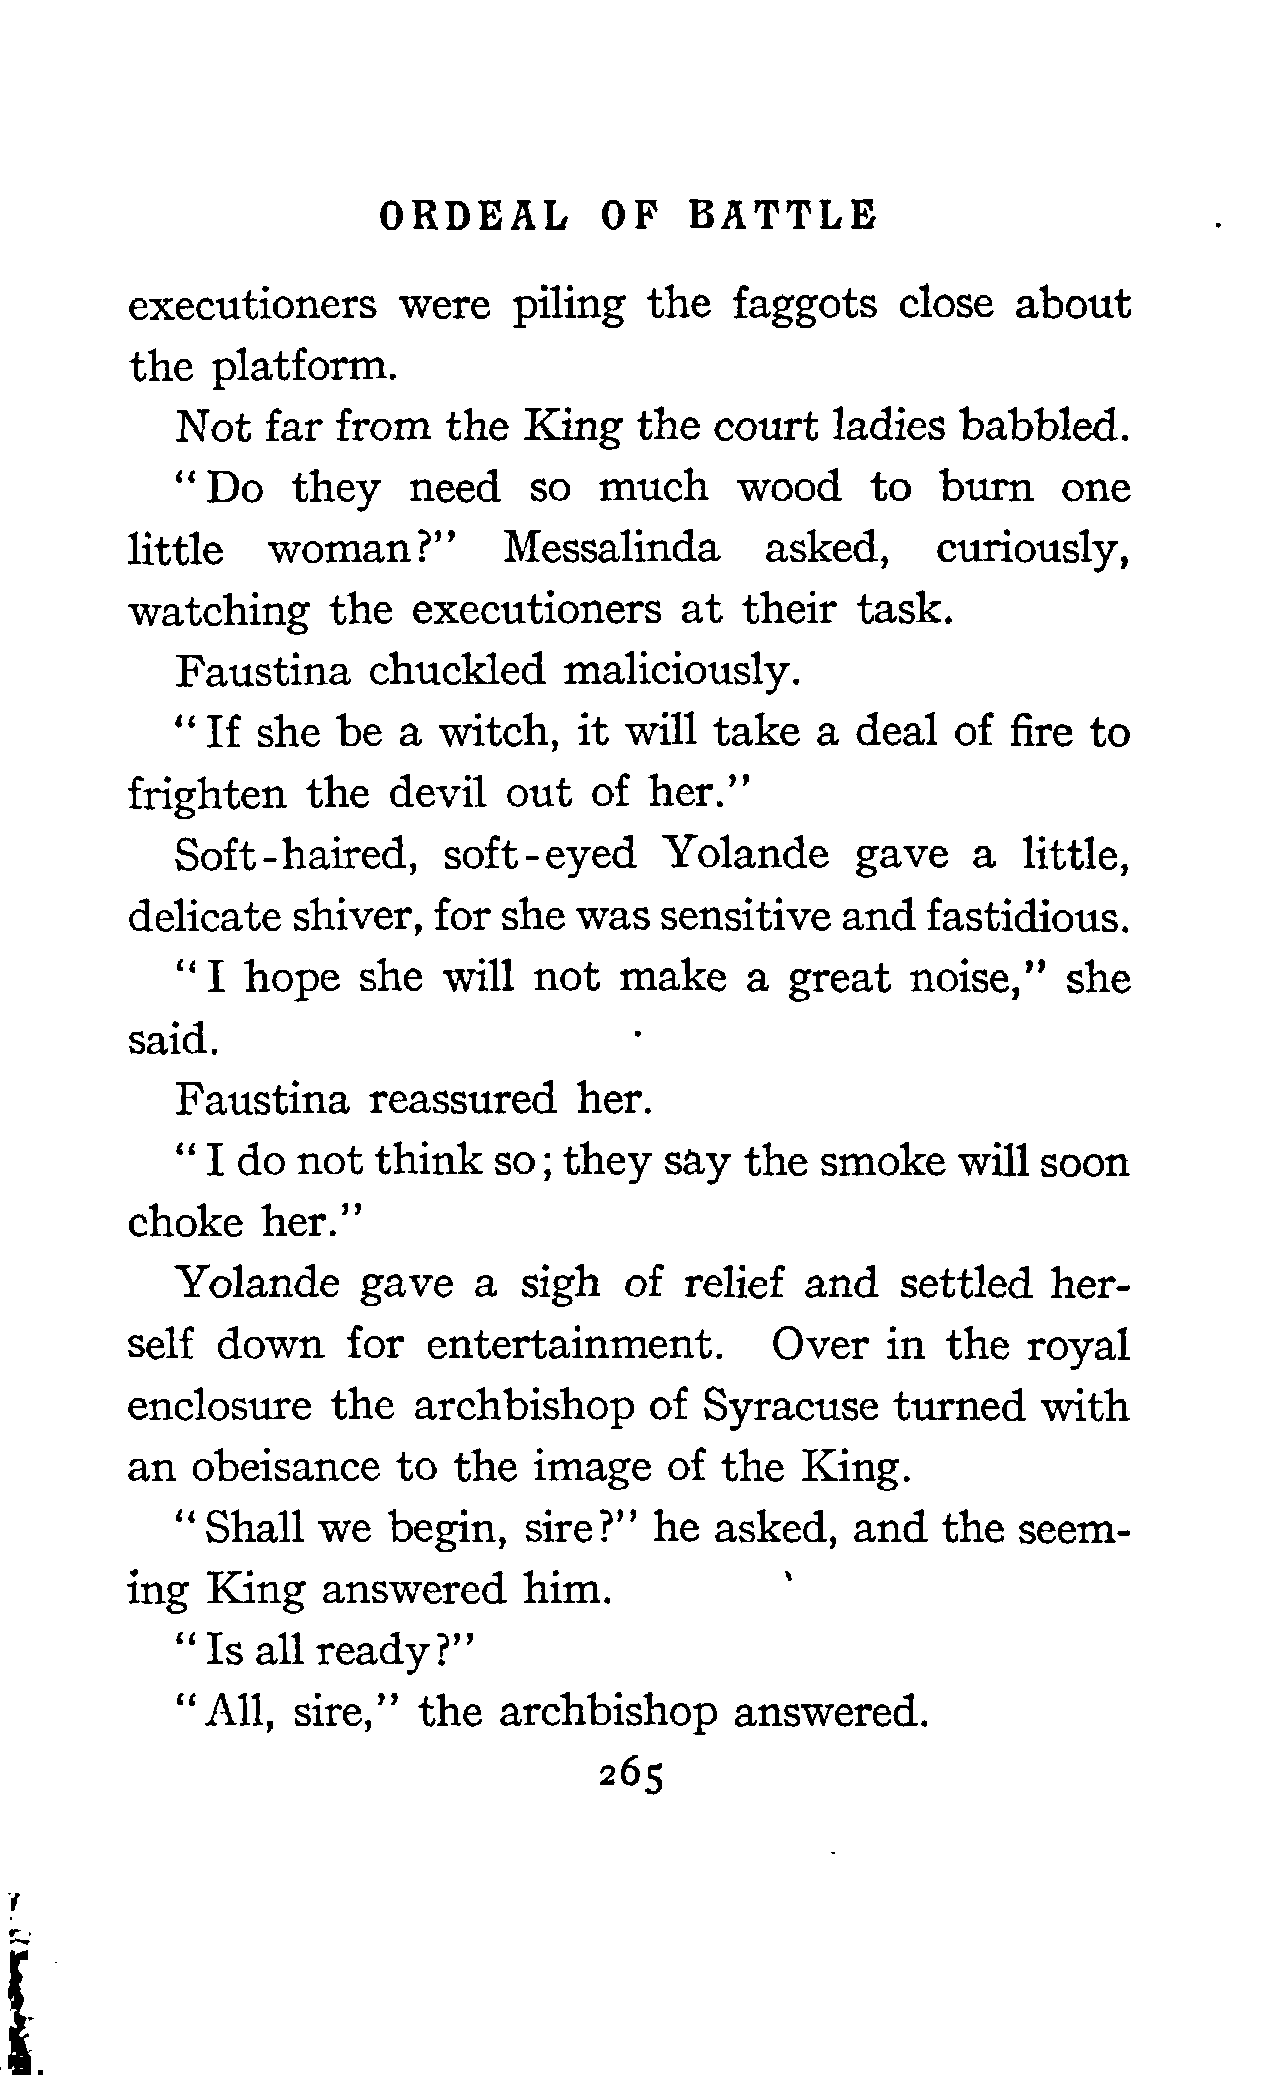 ORDEAL OF BATTLE
executioners were piling the faggots close about
the platform.
Not far from the King the court ladies babbled.
"Do they need so much wood to burn one
little woman?" Messalinda asked, curiously,
watching the executioners at their task.
Faustina chuckled maliciously.
"If she be a witch, it will take a deal of fire to
frighten the devil out of her."
Soft-haired, soft-eyed Yolande gave a little,
delicate shiver, for she was sensitive and fastidious.
"I hope she will not make a great noise," she
said.
Faustina reassured her.
"I do not think so; they say the smoke will soon
choke her."
Yolande gave a sigh of relief and settled her-
self down for entertainment. Over in the royal
enclosure the archbishop of Syracuse turned with
an obeisance to the image of the King.
"Shall we begin, sire?" he asked, and the seem-
ing King answered him.
"Is all ready?"
"All, sire," the archbishop answered.
265